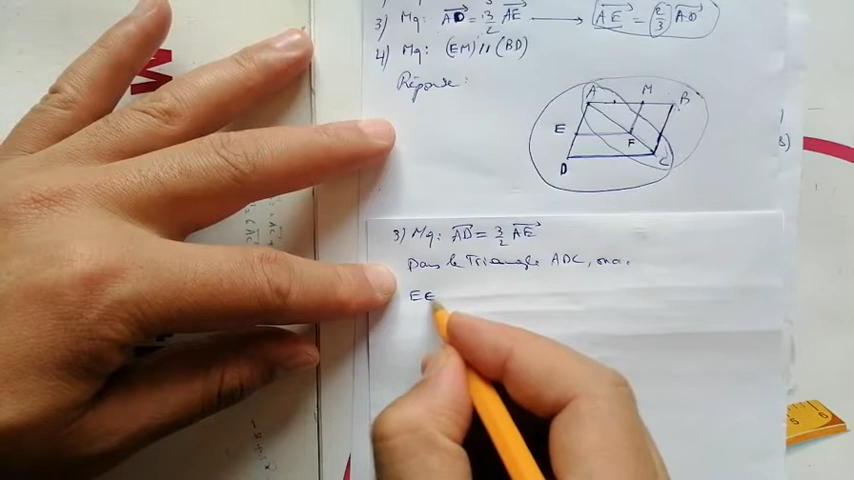 3) Mq: AD = 3/2 AE → AE = 2/3 AD
4) Mq: (EM) // (BD)
Réponse:
A M B
E F
D C
3) Mq: AD = 3/2 AE
Dans le Triangle ADC, on a:
E∈